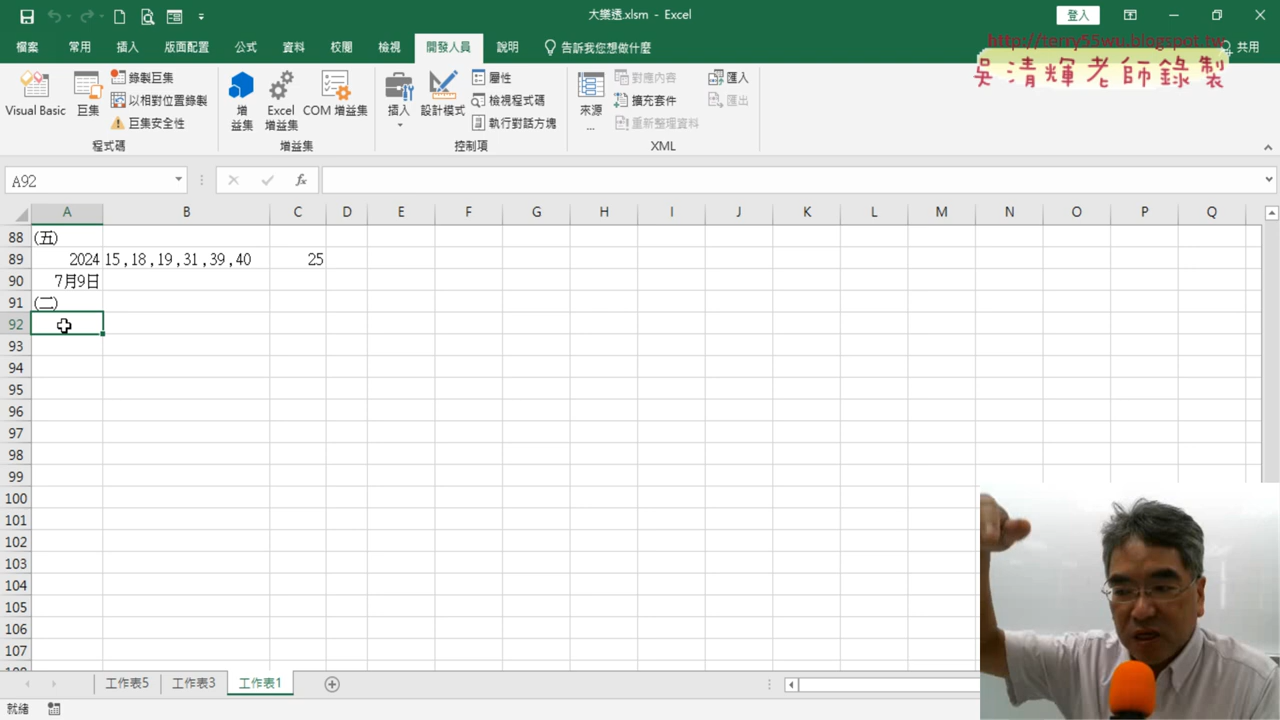 大樂透.xlsm - Excel
登入
檔案 常用 插入 版面配置 公式 資料 校閱 檢視 開發人員 說明 告訴我您想做什麼 共用
http://terry55wu.blogspot.tw
吳清輝老師錄製
Visual Basic
巨集
錄製巨集
以相對位置錄製
巨集安全性
程式碼
增益集
Excel 增益集
COM 增益集
增益集
插入
設計模式
屬性
檢視程式碼
執行對話方塊
控制項
來源...
對應內容
擴充套件
重新整理資料
匯入
匯出
XML
A92
fx
A B C D E F G H I J K L M N O P Q
88 (五)
89 2024 15 , 18 , 19 , 31 , 39 , 40 25
90 7月9日
91 (二)
92
93
94
95
96
97
98
99
100
101
102
103
104
105
106
107
工作表5 工作表3 工作表1
就緒